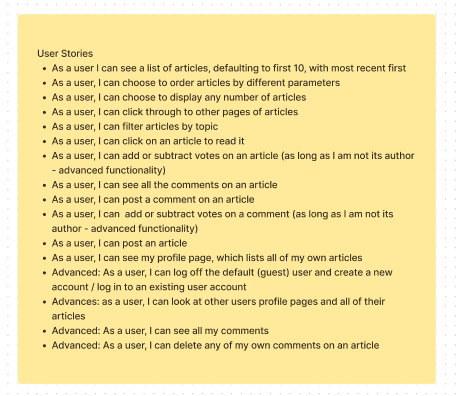 User Stories
• As a user I can see a list of articles, defaulting to first 10, with most recent first
• As a user, I can choose to order articles by different parameters
• As a user, I can choose to display any number of articles
• As a user, I can click through to other pages of articles
• As a user, I can filter articles by topic
• As a user, I can click on an article to read it
• As a user, I can add or subtract votes on an article (as long as I am not its author
- advanced functionality)
• As a user, I can see all the comments on an article
• As a user, I can post a comment on an article
• As a user, I can  add or subtract votes on a comment (as long as I am not its
author - advanced functionality)
• As a user, I can post an article
• As a user, I can see my profile page, which lists all of my own articles
• Advanced: As a user, I can log off the default (guest) user and create a new
account / log in to an existing user account
• Advances: as a user, I can look at other users profile pages and all of their
articles
• Advanced: As a user, I can see all my comments
• Advanced: As a user, I can delete any of my own comments on an article